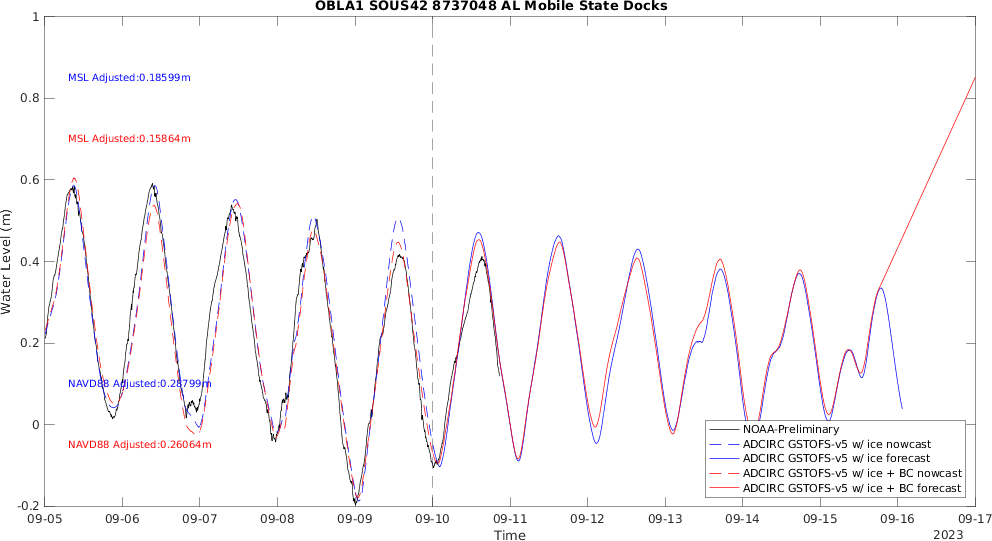 OBLA1 SOUS42 8737048 AL Mobile State Docks
1
0.8
0.6
0.4
0.2
0
-0.2
Water Level (m)
MSL Adjusted:0.18599m
MSL Adjusted:0.15864m
NAVD88 Adjusted:0.28799m
NAVD88 Adjusted:0.26064m
NOAA-Preliminary
ADCIRC GSTOFS-v5 w/ ice nowcast
ADCIRC GSTOFS-v5 w/ ice forecast
ADCIRC GSTOFS-v5 w/ice + BC nowcast
ADCIRC GSTOFS-v5 w/ice + BC forecast
09-05 09-06 09-07 09-08 09-09 09-10 09-11 09-12 09-13 09-14 09-15 09-16 09-17
Time
2023